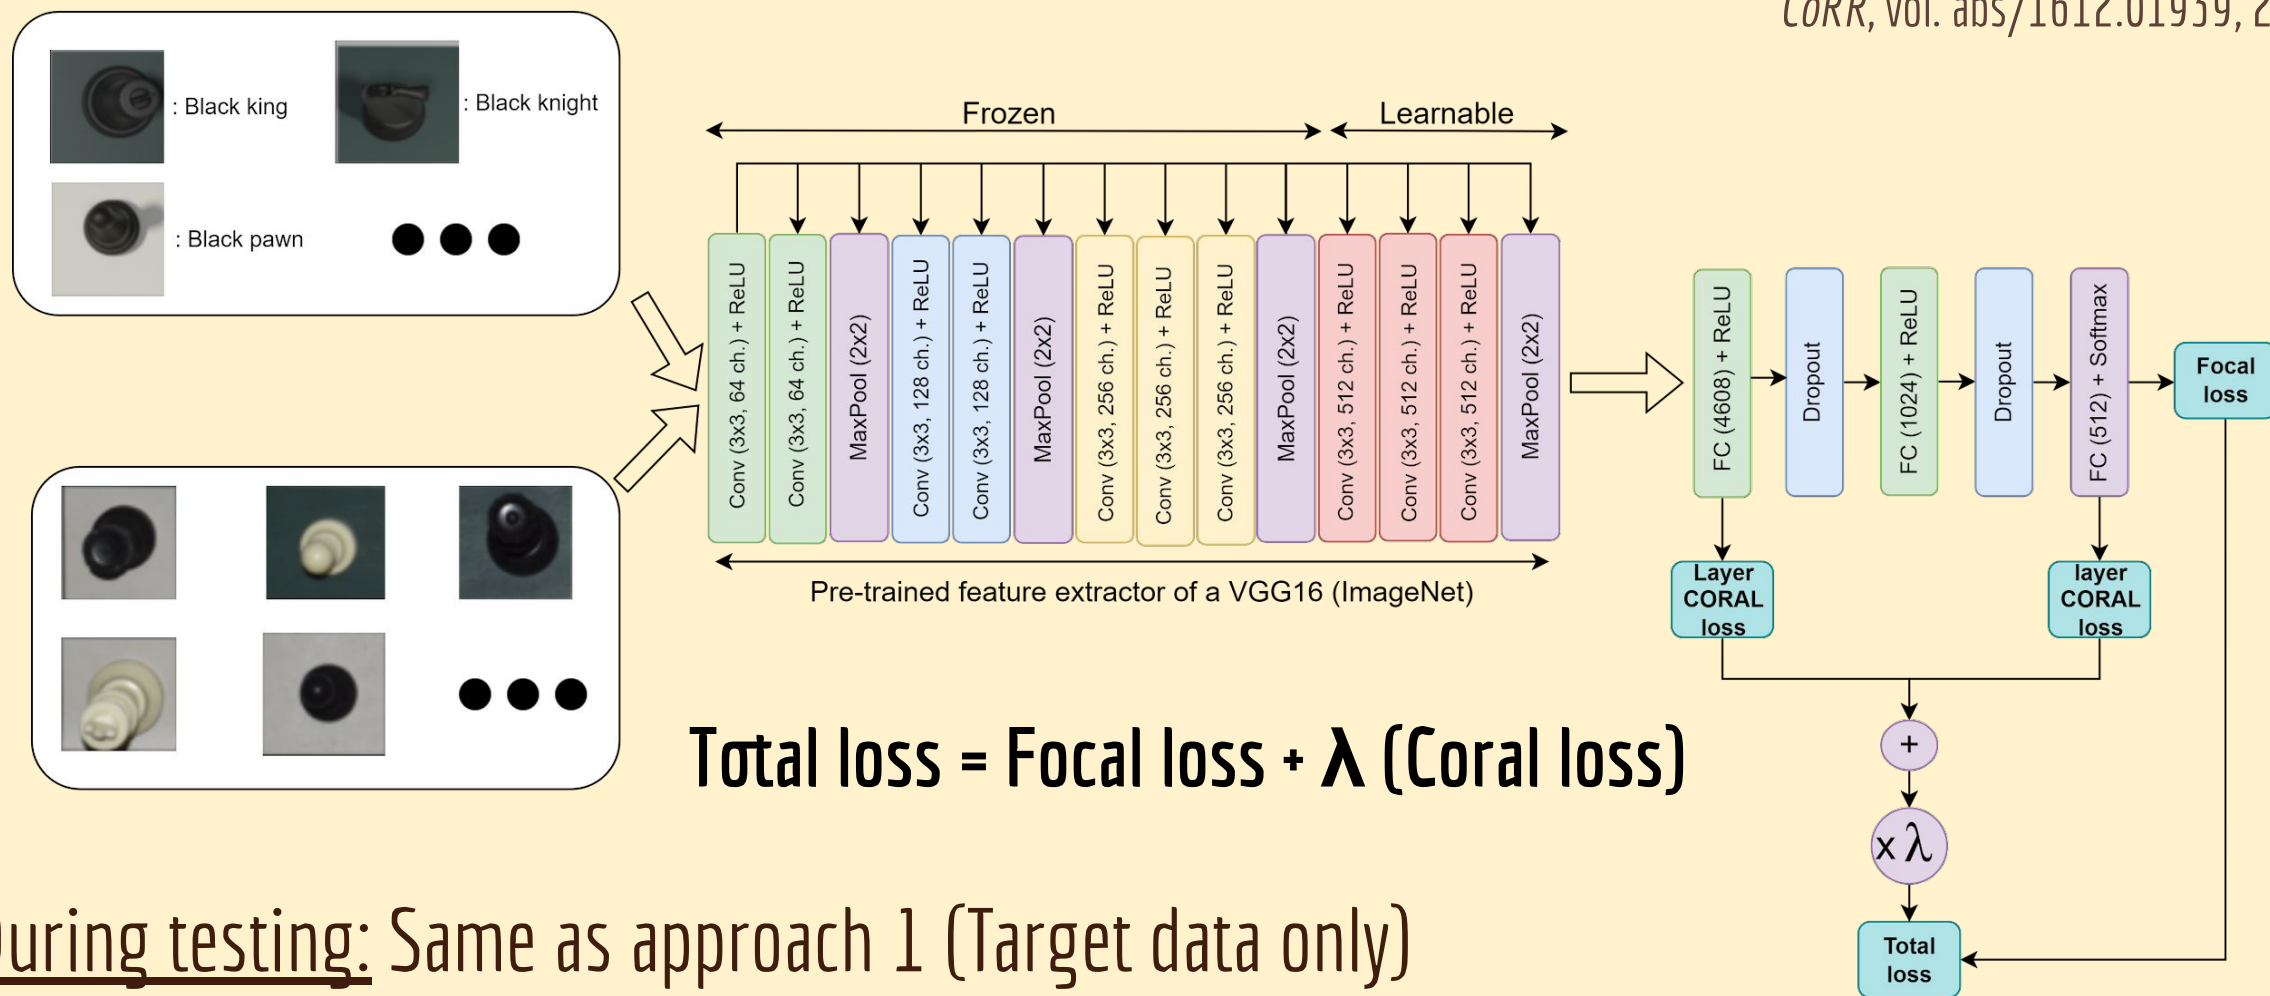 CoRR, vol. abs/1612.01939, 2
: Black king
: Black knight
: Black pawn
Frozen
Learnable
Conv (3x3, 64 ch.) + ReLU
Conv (3x3, 64 ch.) + ReLU
MaxPool (2x2)
Conv (3x3, 128 ch.) + ReLU
Conv (3x3, 128 ch.) + ReLU
MaxPool (2x2)
Conv (3x3, 256 ch.) + ReLU
Conv (3x3, 256 ch.) + ReLU
Conv (3x3, 256 ch.) + ReLU
MaxPool (2x2)
Conv (3x3, 512 ch.) + ReLU
Conv (3x3, 512 ch.) + ReLU
Conv (3x3, 512 ch.) + ReLU
MaxPool (2x2)
Pre-trained feature extractor of a VGG16 (ImageNet)
FC (4608) + ReLU
Dropout
FC (1024) + ReLU
Dropout
FC (512) + Softmax
Focal
loss
Layer
CORAL
loss
layer
CORAL
loss
+
x λ
Total
loss
Total loss = Focal loss + λ (Coral loss)
During testing: Same as approach 1 (Target data only)